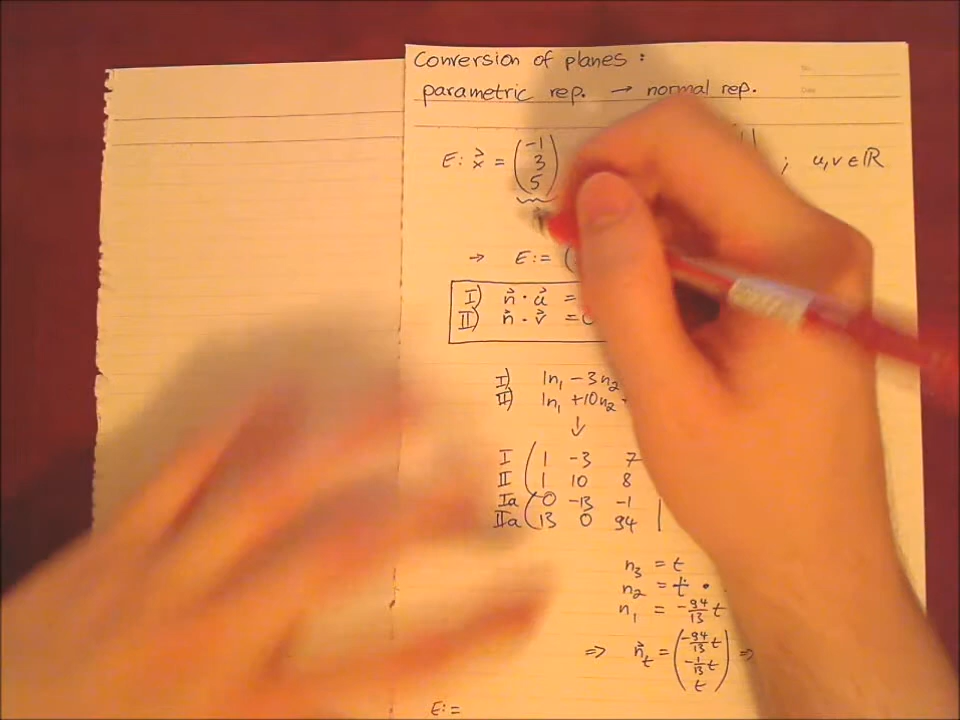 Conversion of planes :
parametric rep. → normal rep.
E: x⃗ = (-1 3 5) ; u,v ∈ ℝ
→ E:= (
I) n⃗ · u⃗ =
II) n⃗ · v⃗ = 0
I) 1n₁ - 3n₂
II) 1n₁ + 10n₂ +
↓
I ( 1 -3 7
II ( 1 10 8
Ia ( 0 -13 -1
IIa ( 13 0 94 |
n₃ = t
n₂ = t ·
n₁ = -94/13 t
⇒ n⃗ₜ = (-94/13 t -1/13 t t) ⇒
E:=